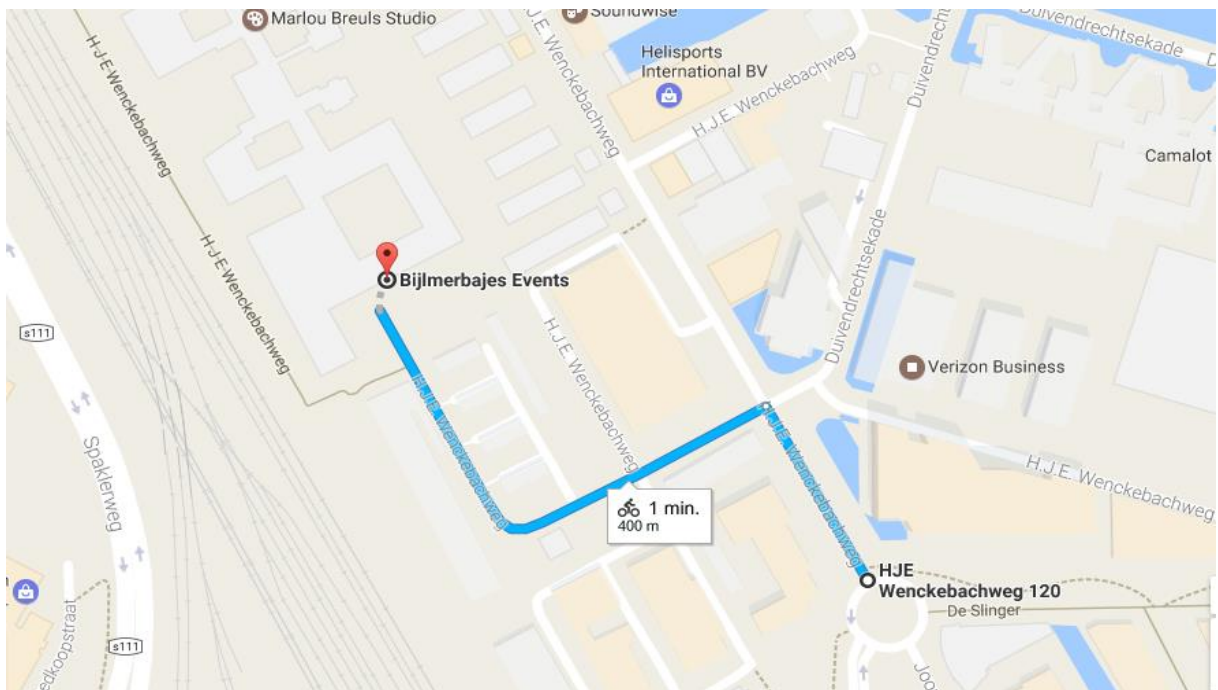 Marlou Breuls Studio
Soundwise
Duivendrechtsekade
Helisports
International BV
H-J-E-Wenckebachweg
H.J.E. Wenckebachweg
H.J.E. Wenckebachweg
Duivendrechtsekade
Camalot
H-J-E-Wenckebachweg
Bijlmerbajes Events
Duivendrechtsekade
s111
H.J.E. Wenckebachweg
Verizon Business
H.J.E. Wenckebachweg
H.J.E. Wenckebachweg
H.J.E. Wenckebachweg
Spaklerweg
1 min.
400 m
HJE
Wenckebachweg 120
De Slinger
s111